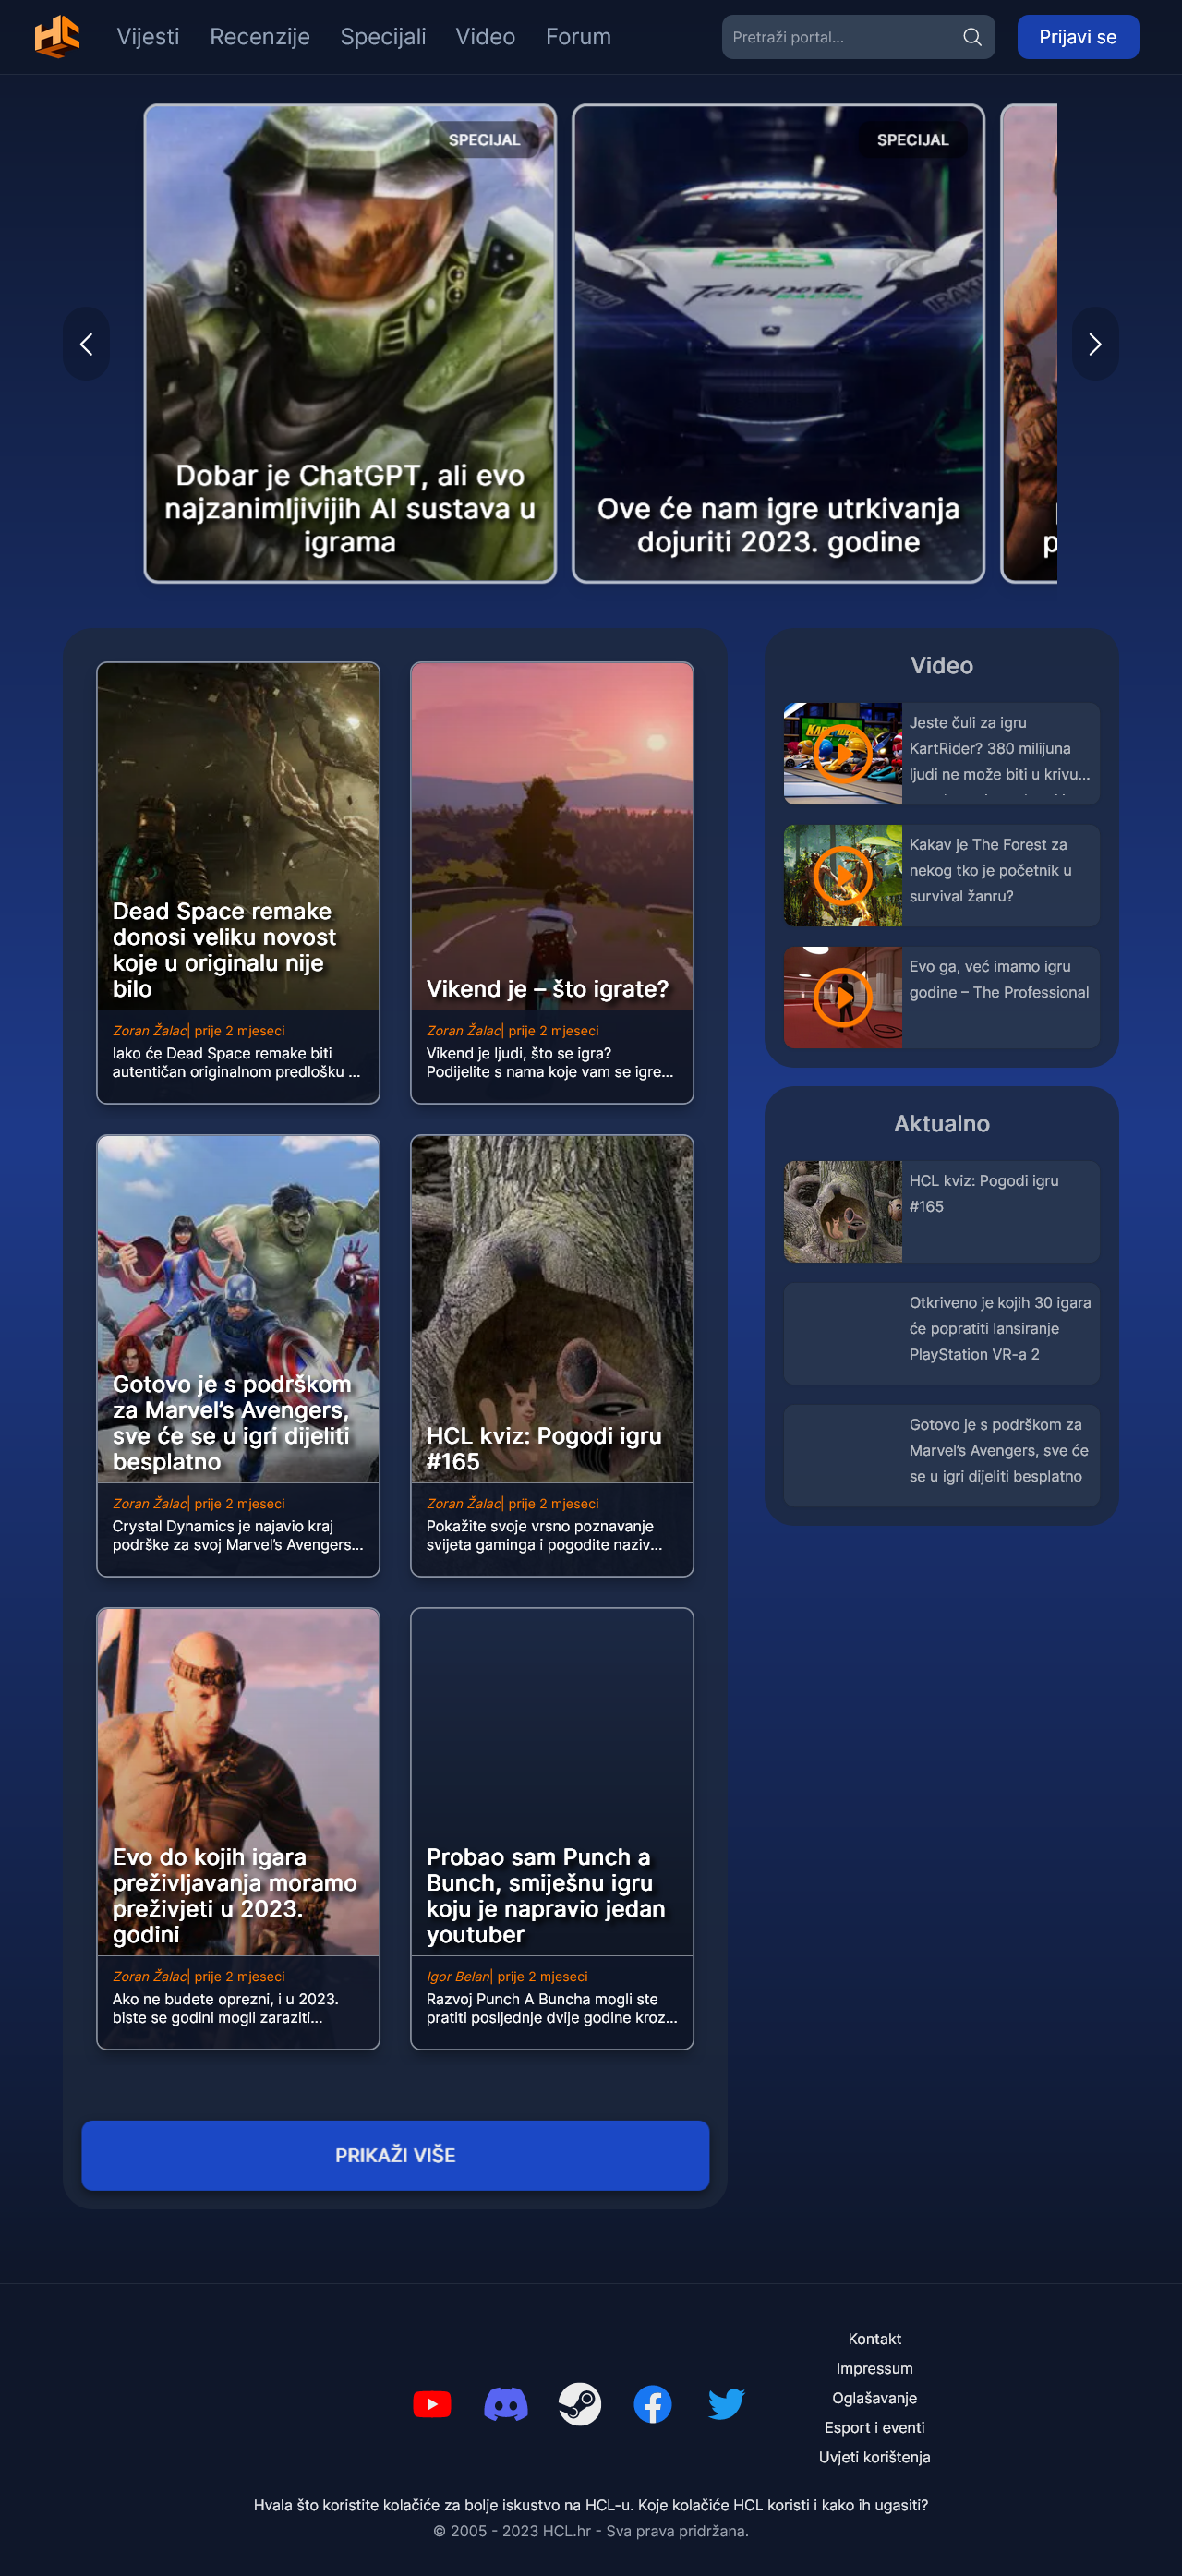 Vijesti Recenzije Specijali Video Forum Pretraži portal... Prijavi se
SPECIJAL
Dobar je ChatGPT, ali evo
najzanimljivijih AI sustava u
igrama
SPECIJAL
Techsports
RACING
Ove će nam igre utrkivanja
dojuriti 2023. godine
Dead Space remake
donosi veliku novost
koje u originalu nije
bilo
Zoran Žalac| prije 2 mjeseci
Iako će Dead Space remake biti
autentičan originalnom predlošku ...
Vikend je – što igrate?
Zoran Žalac| prije 2 mjeseci
Vikend je ljudi, što se igra?
Podijelite s nama koje vam se igre...
Gotovo je s podrškom
za Marvel’s Avengers,
sve će se u igri dijeliti
besplatno
Zoran Žalac| prije 2 mjeseci
Crystal Dynamics je najavio kraj
podrške za svoj Marvel’s Avengers...
HCL kviz: Pogodi igru
#165
Zoran Žalac| prije 2 mjeseci
Pokažite svoje vrsno poznavanje
svijeta gaminga i pogodite naziv...
Evo do kojih igara
preživljavanja moramo
preživjeti u 2023.
godini
Zoran Žalac| prije 2 mjeseci
Ako ne budete oprezni, i u 2023.
biste se godini mogli zaraziti...
Probao sam Punch a
Bunch, smiješnu igru
koju je napravio jedan
youtuber
Igor Belan| prije 2 mjeseci
Razvoj Punch A Buncha mogli ste
pratiti posljednje dvije godine kroz...
PRIKAŽI VIŠE
Video
Jeste čuli za igru
KartRider? 380 milijuna
ljudi ne može biti u krivu...
Kakav je The Forest za
nekog tko je početnik u
survival žanru?
Evo ga, već imamo igru
godine – The Professional
Aktualno
HCL kviz: Pogodi igru
#165
Otkriveno je kojih 30 igara
će popratiti lansiranje
PlayStation VR-a 2
Gotovo je s podrškom za
Marvel’s Avengers, sve će
se u igri dijeliti besplatno
Kontakt
Impressum
Oglašavanje
Esport i eventi
Uvjeti korištenja
Hvala što koristite kolačiće za bolje iskustvo na HCL-u. Koje kolačiće HCL koristi i kako ih ugasiti?
© 2005 - 2023 HCL.hr - Sva prava pridržana.